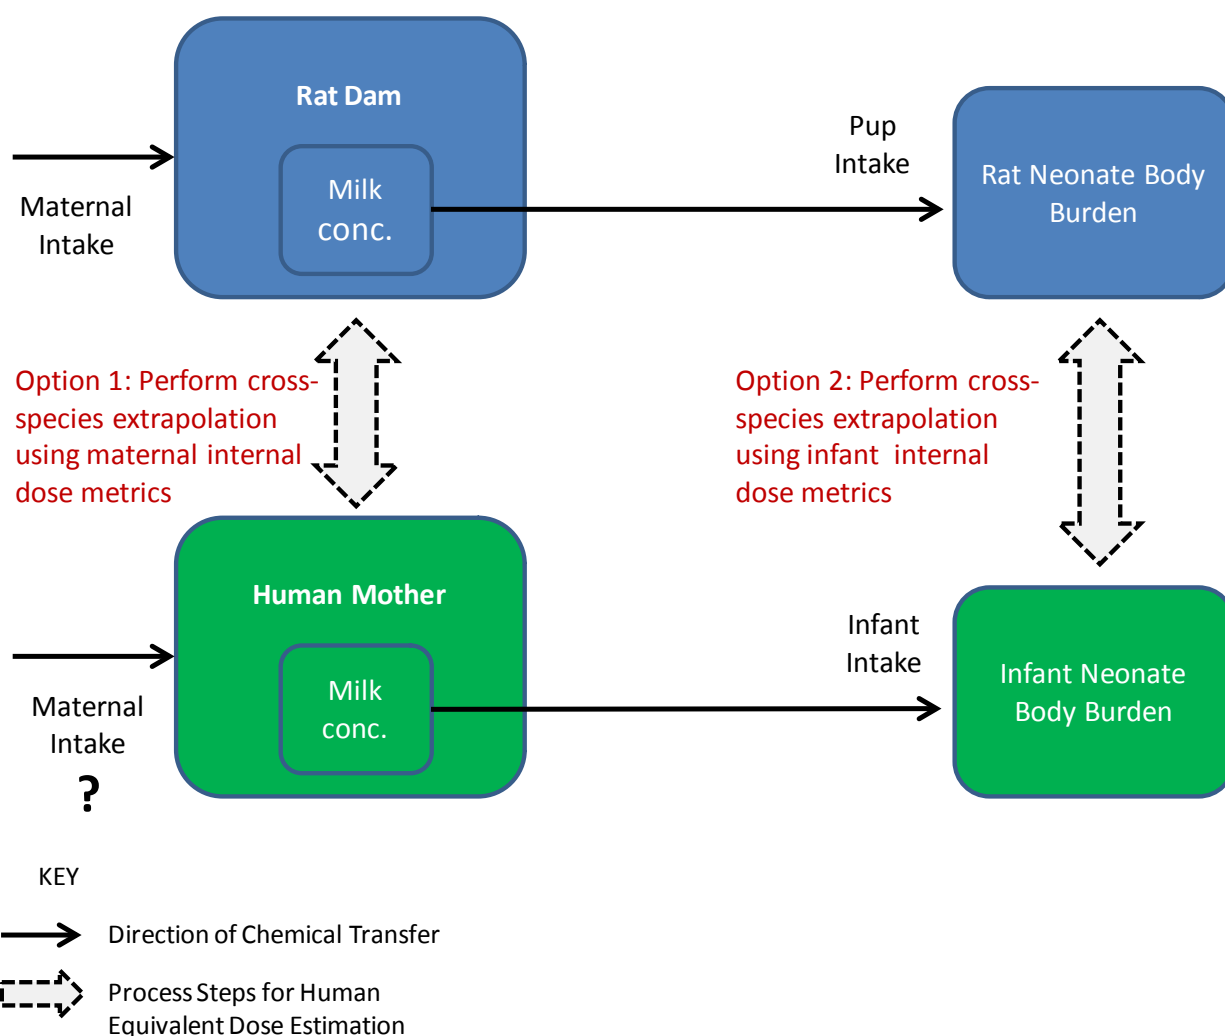 Rat Dam
Milk
conc.
Maternal
Intake
Pup
Intake
Rat Neonate Body
Burden
Option 1: Perform cross-
species extrapolation
using maternal internal
dose metrics
Option 2: Perform cross-
species extrapolation
using infant internal
dose metrics
Human Mother
Milk
conc.
Maternal
Intake
?
Infant
Intake
Infant Neonate
Body Burden
KEY
Direction of Chemical Transfer
Process Steps for Human
Equivalent Dose Estimation